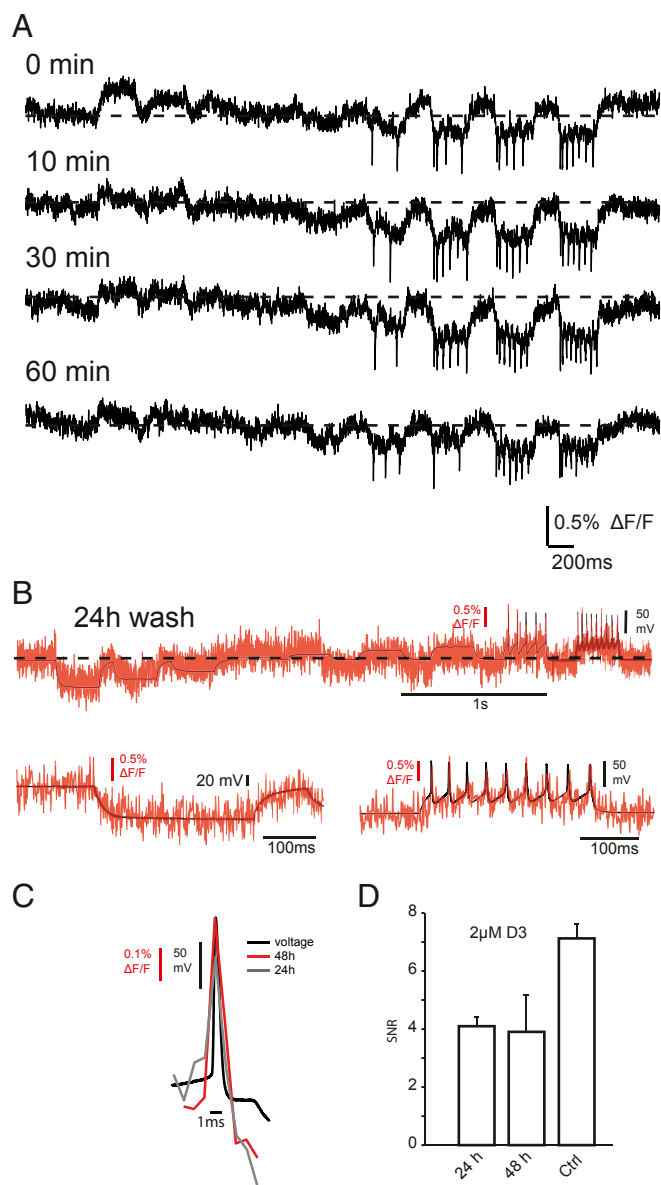 A
0 min
10 min
30 min
60 min
0.5% ΔF/F
200ms
B
24h wash
0.5%
ΔF/F
50
mV
1s
0.5%
ΔF/F
20 mV
100ms
0.5%
ΔF/F
50
mV
100ms
C
0.1%
ΔF/F
50
mV
voltage
48h
24h
1ms
D
2µM D3
SNR
8
6
4
2
0
24 h
48 h
Ctrl